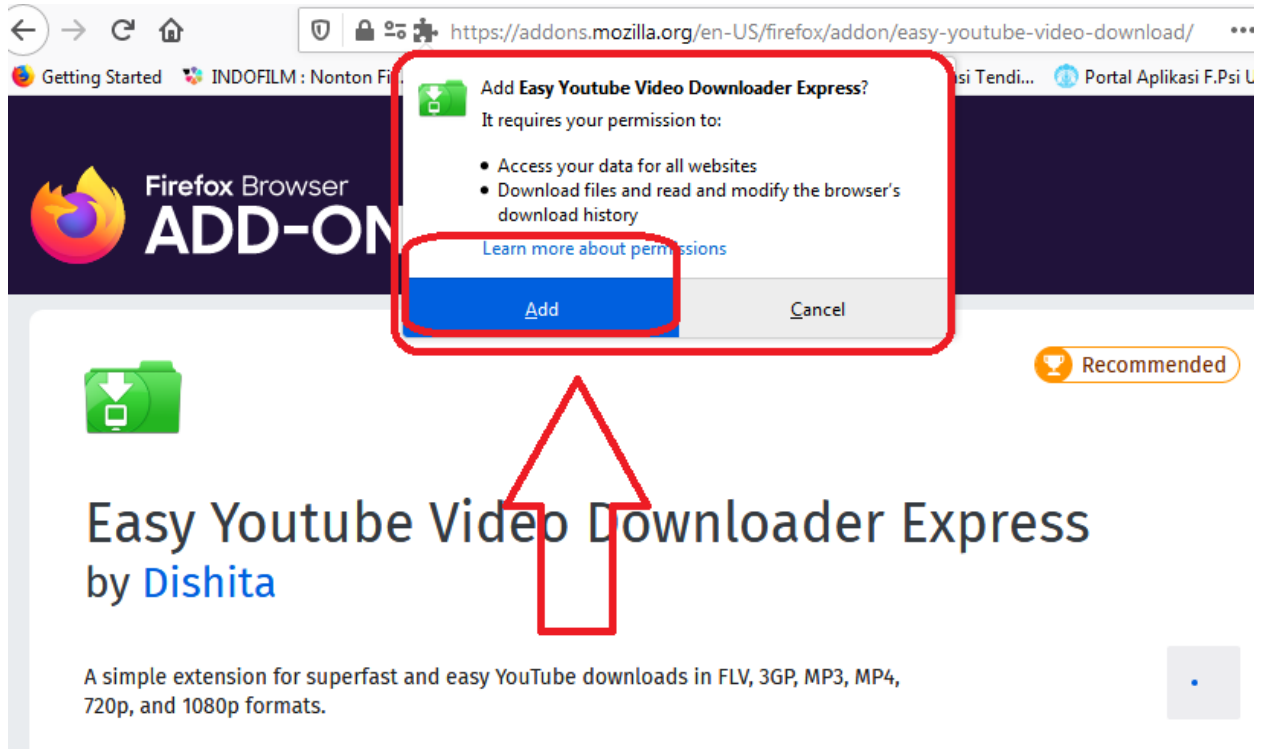 https://addons.mozilla.org/en-US/firefox/addon/easy-youtube-video-download/
Getting Started INDOFILM : Nonton Fi
si Tendi... Portal Aplikasi F.Psi U
Add Easy Youtube Video Downloader Express?
It requires your permission to:
• Access your data for all websites
• Download files and read and modify the browser's
download history
Learn more about permissions
Add Cancel
Firefox Browser
ADD-ON
Recommended
Easy Youtube Video Downloader Express
by Dishita
A simple extension for superfast and easy YouTube downloads in FLV, 3GP, MP3, MP4,
720p, and 1080p formats.